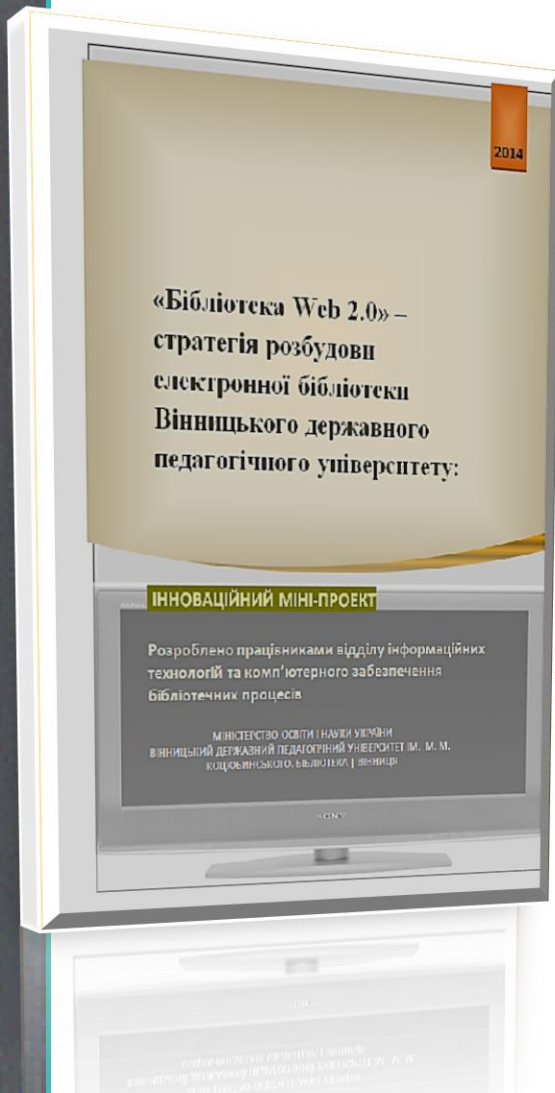 2014
«Бібліотека Web 2.0» –
стратегія розбудови
електронної бібліотеки
Вінницького державного
педагогічного університету:
ІННОВАЦІЙНИЙ МІНІ-ПРОЕКТ
Розроблено працівниками відділу інформаційних
технологій та комп'ютерного забезпечення
бібліотечних процесів
МІНІСТЕРСТВО ОСВІТИ І НАУКИ УКРАЇНИ
ВІННИЦЬКИЙ ДЕРЖАВНИЙ ПЕДАГОГІЧНИЙ УНІВЕРСИТЕТ ІМ. М. М.
КОЦЮБИНСЬКОГО. БІБЛІОТЕКА | ВІННИЦЯ
SONY